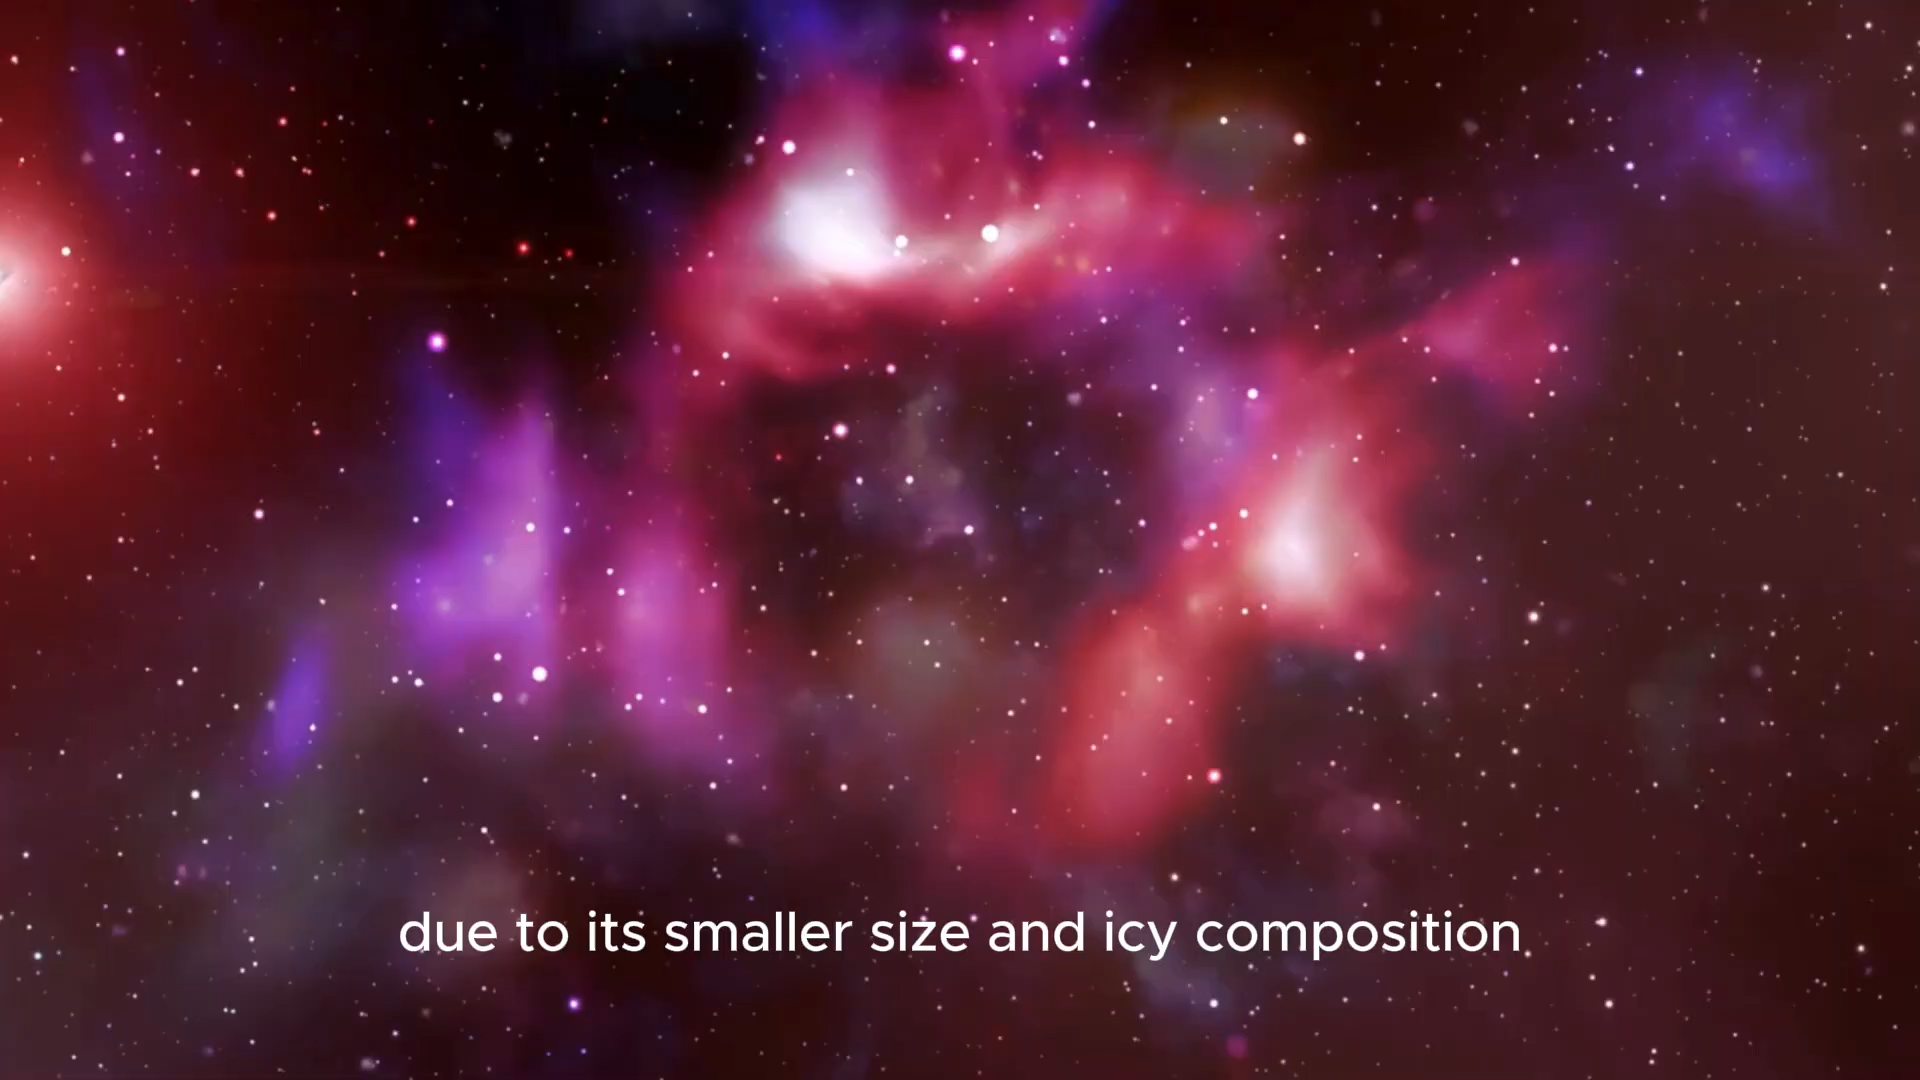 due to its smaller size and icy composition